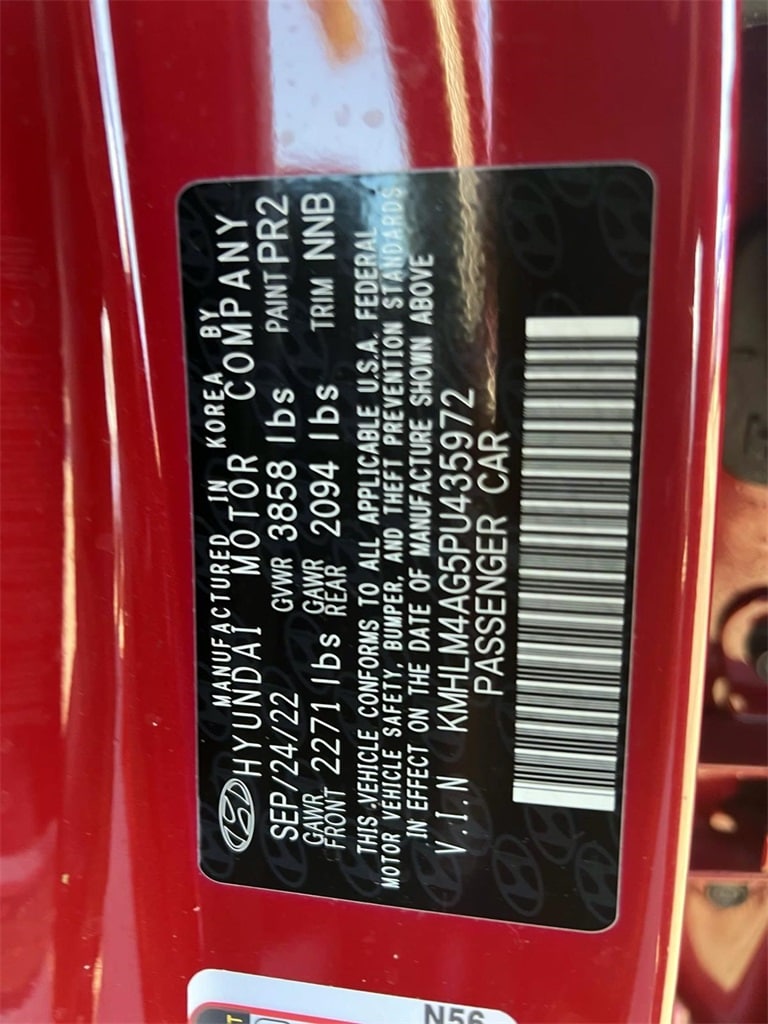 MANUFACTURED IN KOREA BY
HYUNDAI MOTOR COMPANY
SEP/24/22 GVWR 3858 lbs PAINT PR2
GAWR FRONT 2271 lbs GAWR REAR 2094 lbs TRIM NNB
THIS VEHICLE CONFORMS TO ALL APPLICABLE U.S.A. FEDERAL
MOTOR VEHICLE SAFETY, BUMPER, AND THEFT PREVENTION STANDARDS
IN EFFECT ON THE DATE OF MANUFACTURE SHOWN ABOVE
V.I.N KMHLM4AG5PU435972
PASSENGER CAR
N56